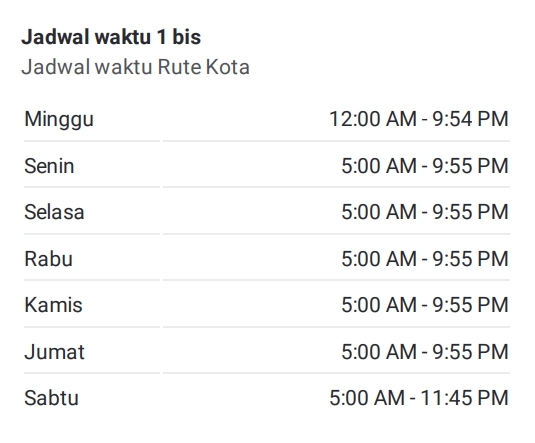 Jadwal waktu 1 bis
Jadwal waktu Rute Kota
Minggu 12:00 AM - 9:54 PM
Senin 5:00 AM - 9:55 PM
Selasa 5:00 AM - 9:55 PM
Rabu 5:00 AM - 9:55 PM
Kamis 5:00 AM - 9:55 PM
Jumat 5:00 AM - 9:55 PM
Sabtu 5:00 AM - 11:45 PM